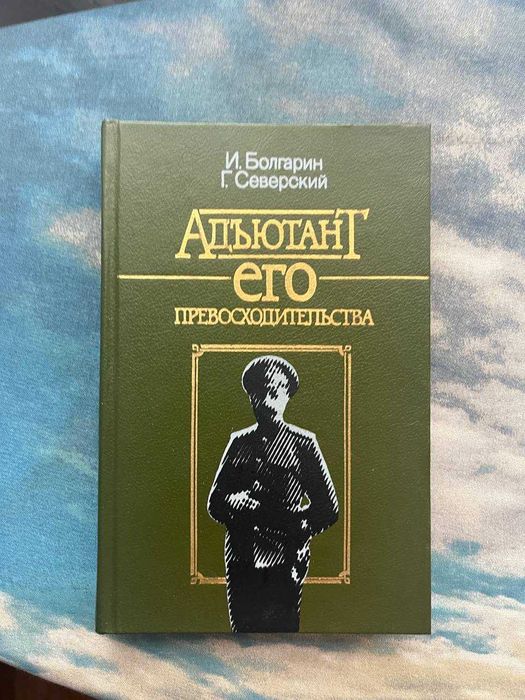 И. Болгарин
Г. Северский
Адъютант
его
превосходительства